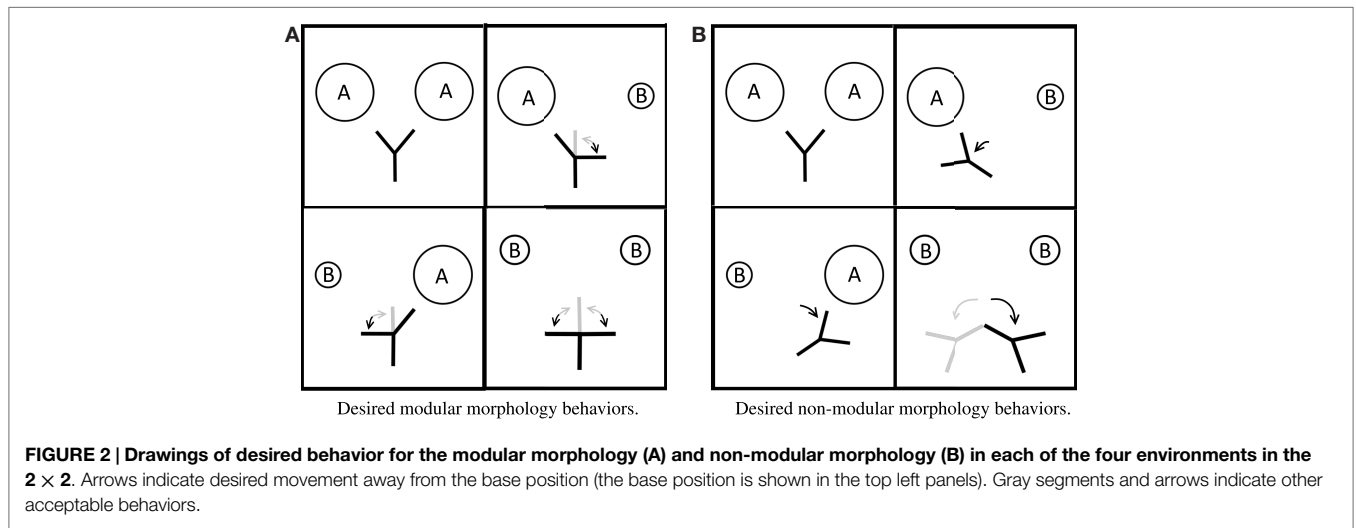 A B
A A A B
A A A B
B A B B
B A B B
Desired modular morphology behaviors. Desired non-modular morphology behaviors.
FIGURE 2 | Drawings of desired behavior for the modular morphology (A) and non-modular morphology (B) in each of the four environments in the
2 × 2. Arrows indicate desired movement away from the base position (the base position is shown in the top left panels). Gray segments and arrows indicate other
acceptable behaviors.